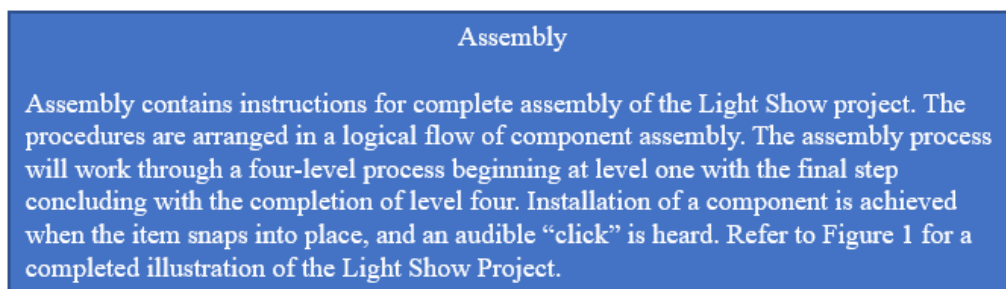 Assembly
Assembly contains instructions for complete assembly of the Light Show project. The
procedures are arranged in a logical flow of component assembly. The assembly process
will work through a four-level process beginning at level one with the final step
concluding with the completion of level four. Installation of a component is achieved
when the item snaps into place, and an audible “click” is heard. Refer to Figure 1 for a
completed illustration of the Light Show Project.